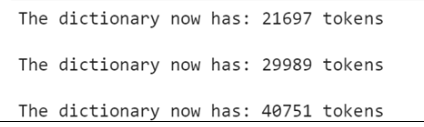 The dictionary now has: 21697 tokens
The dictionary now has: 29989 tokens
The dictionary now has: 40751 tokens